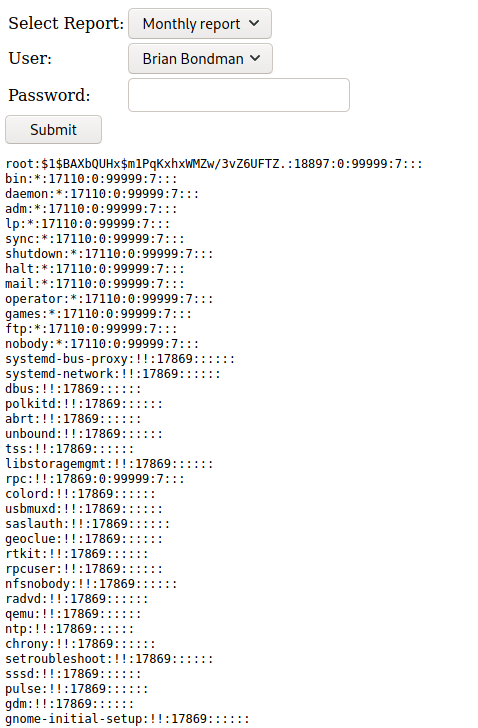 Select Report: Monthly report
User: Brian Bondman
Password:
Submit
root:$1$BAXbQUHx$m1PqKxhxWMZw/3vZ6UFTZ.:18897:0:99999:7:::
bin:*:17110:0:99999:7:::
daemon:*:17110:0:99999:7:::
adm:*:17110:0:99999:7:::
lp:*:17110:0:99999:7:::
sync:*:17110:0:99999:7:::
shutdown:*:17110:0:99999:7:::
halt:*:17110:0:99999:7:::
mail:*:17110:0:99999:7:::
operator:*:17110:0:99999:7:::
games:*:17110:0:99999:7:::
ftp:*:17110:0:99999:7:::
nobody:*:17110:0:99999:7:::
systemd-bus-proxy:!!:17869::::::
systemd-network:!!:17869::::::
dbus:!!:17869::::::
polkitd:!!:17869::::::
abrt:!!:17869::::::
unbound:!!:17869::::::
tss:!!:17869::::::
libstoragemgmt:!!:17869::::::
rpc:!!:17869:0:99999:7:::
colord:!!:17869::::::
usbmuxd:!!:17869::::::
saslauth:!!:17869::::::
geoclue:!!:17869::::::
rtkit:!!:17869::::::
rpcuser:!!:17869::::::
nfsnobody:!!:17869::::::
radvd:!!:17869::::::
qemu:!!:17869::::::
ntp:!!:17869::::::
chrony:!!:17869::::::
setroubleshoot:!!:17869::::::
sssd:!!:17869::::::
pulse:!!:17869::::::
gdm:!!:17869::::::
gnome-initial-setup:!!:17869::::::